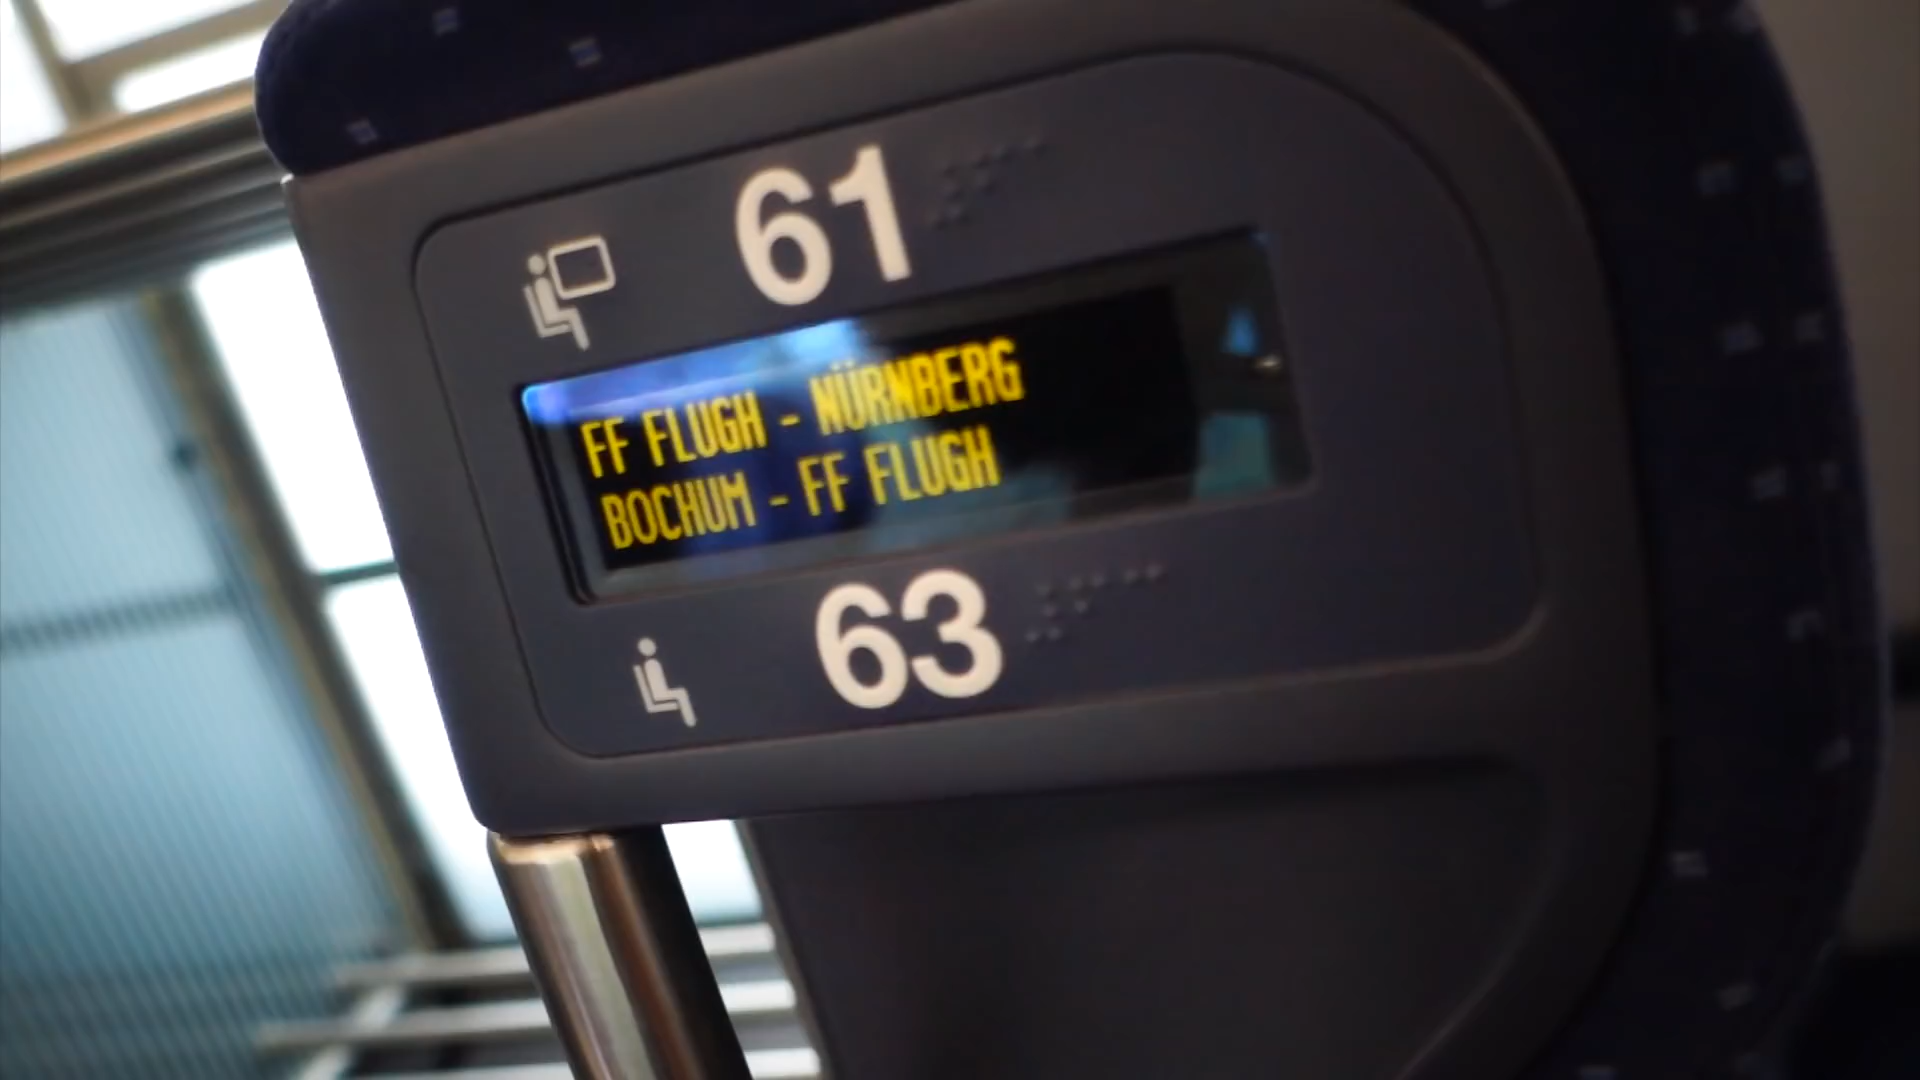 61
FF FLUGH - NÜRNBERG
BOCHUM - FF FLUGH
63